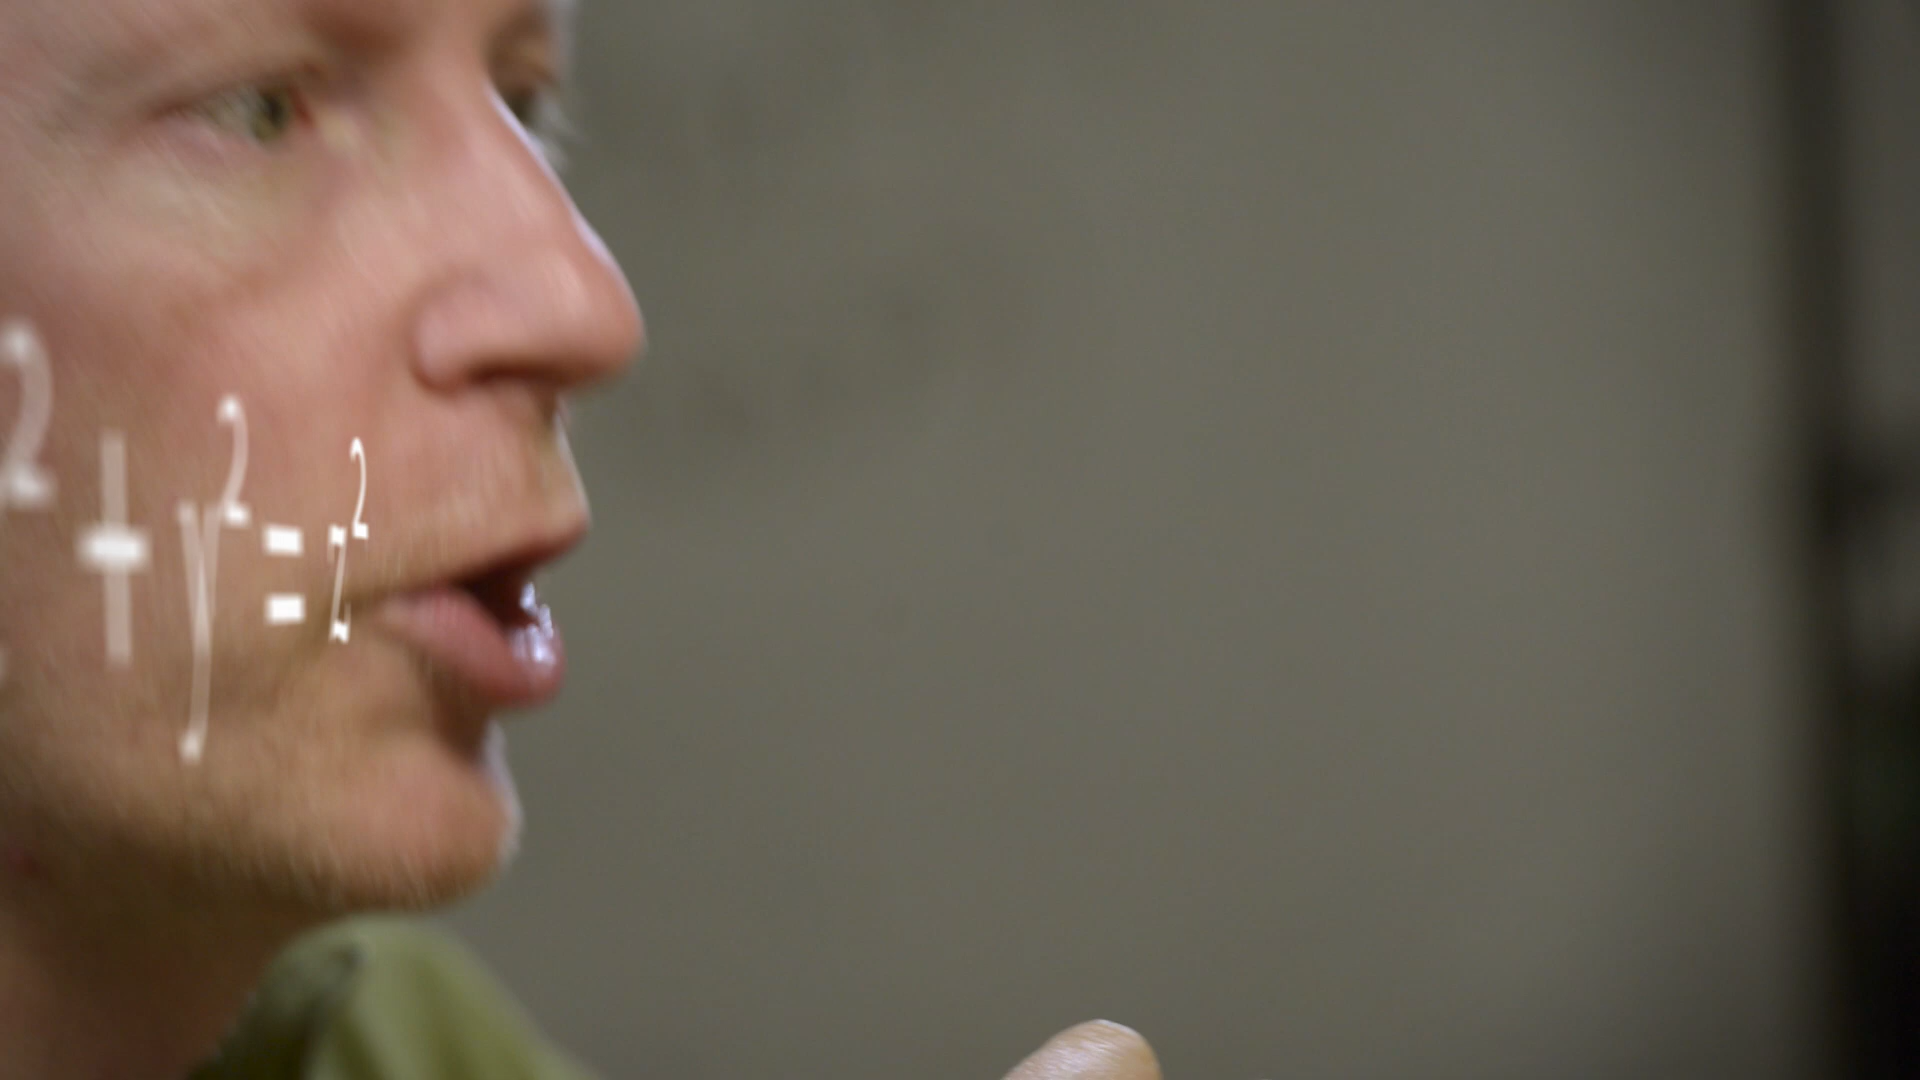 ² + y² = z²